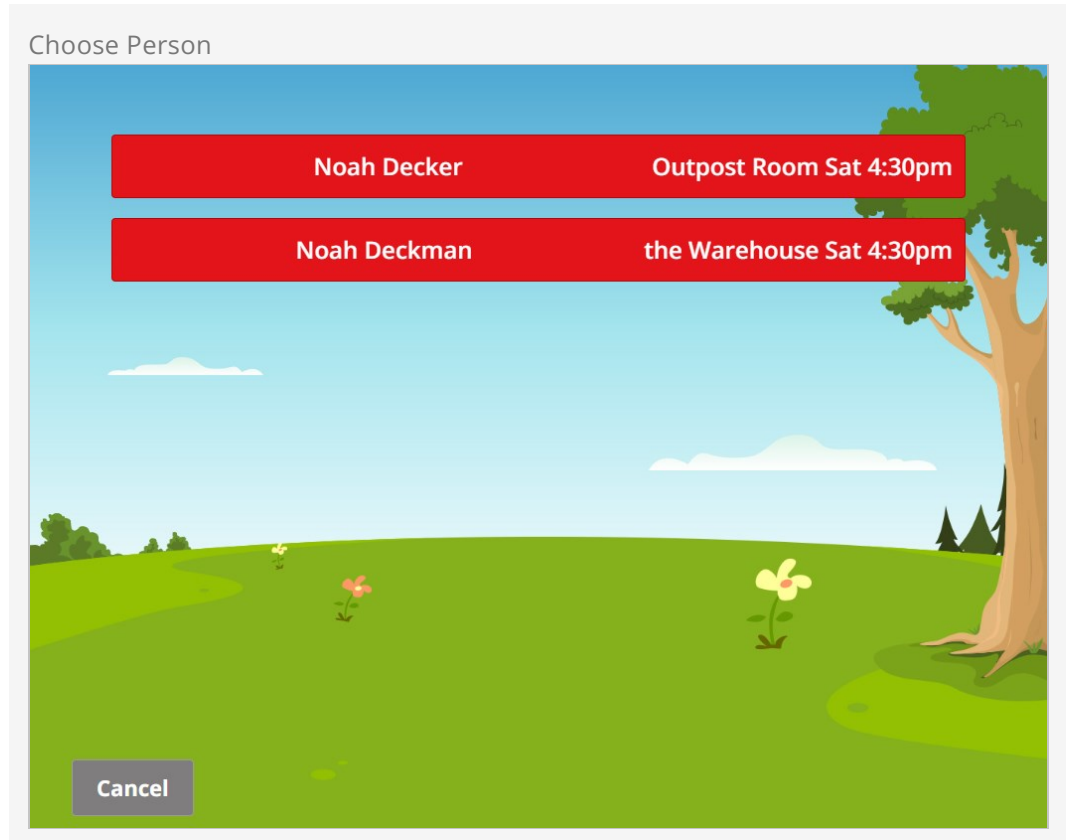 Choose Person
Noah Decker Outpost Room Sat 4:30pm
Noah Deckman the Warehouse Sat 4:30pm
Cancel